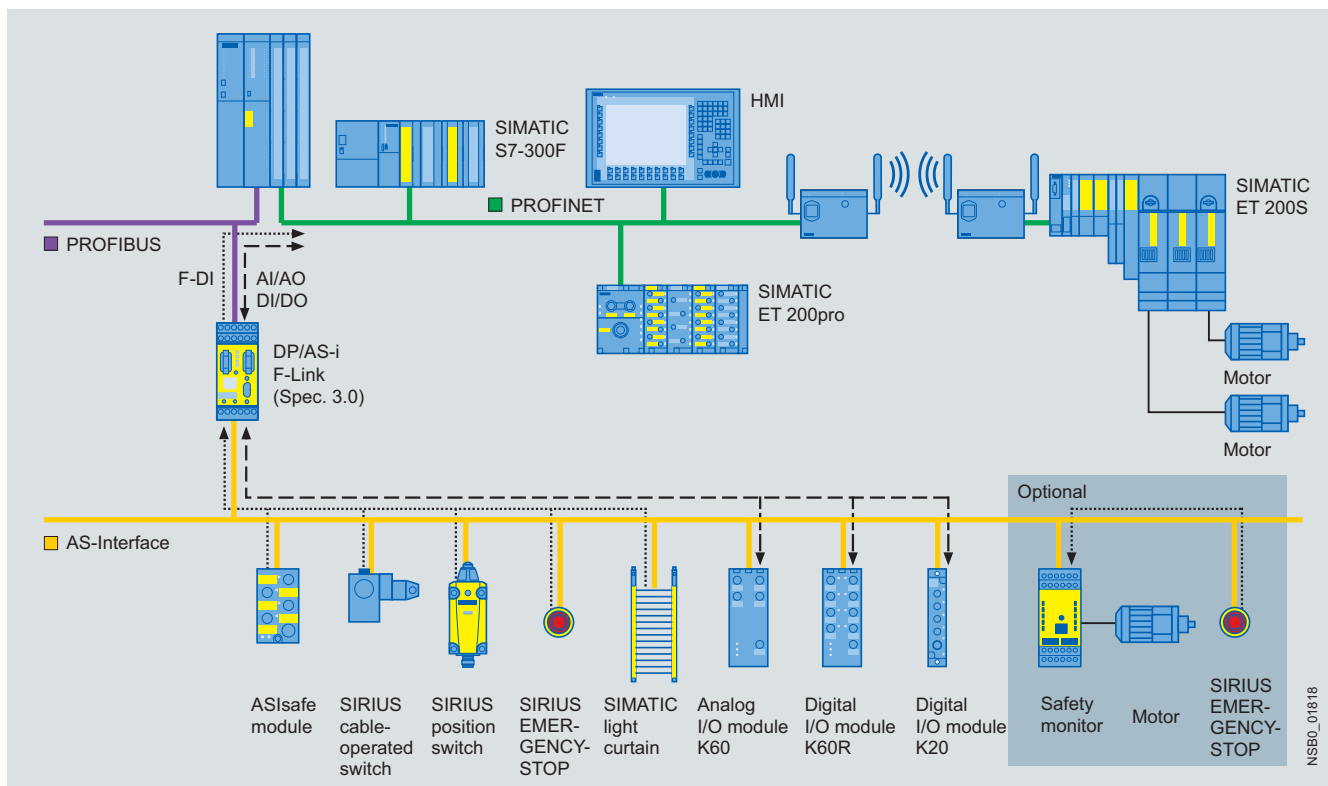 HMI
SIMATIC
S7-300F
SIMATIC
ET 200S
PROFINET
PROFIBUS
F-DI
AI/AO
DI/DO
SIMATIC
ET 200pro
DP/AS-i
F-Link
(Spec. 3.0)
Motor
Motor
Optional
AS-Interface
ASIsafe
module
SIRIUS
cable-
operated
switch
SIRIUS
position
switch
SIRIUS
EMER-
GENCY-
STOP
SIMATIC
light
curtain
Analog
I/O module
K60
Digital
I/O module
K60R
Digital
I/O module
K20
Safety
monitor
Motor
SIRIUS
EMER-
GENCY-
STOP
NSB0_01818